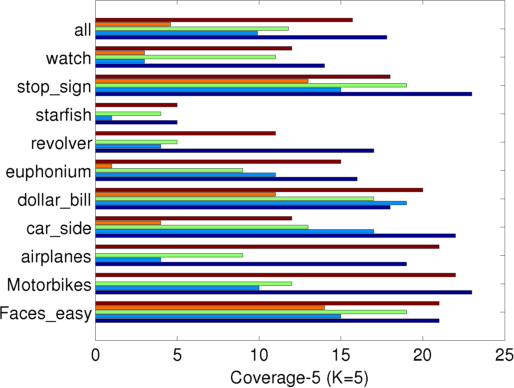 all
watch
stop_sign
starfish
revolver
euphonium
dollar_bill
car_side
airplanes
Motorbikes
Faces_easy
0 5 10 15 20 25
Coverage-5 (K=5)